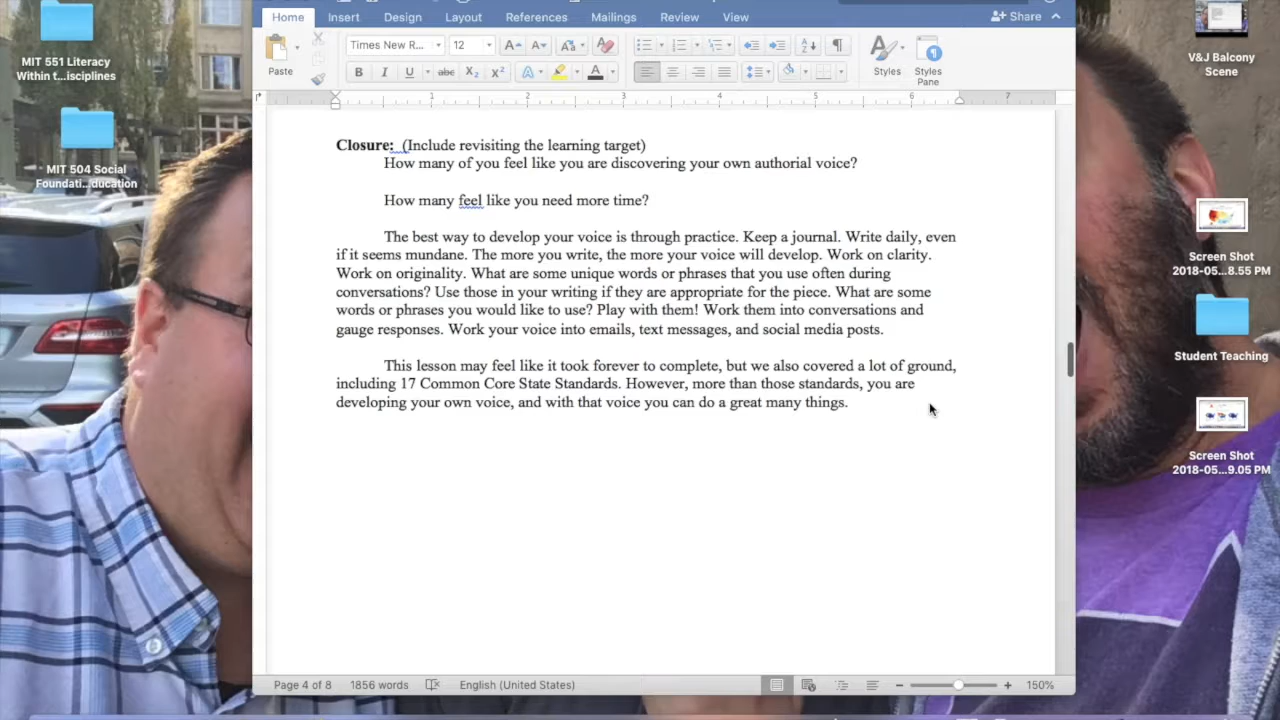 Home Insert Design Layout References Mailings Review View Share
Times New R... 12
Paste Styles Styles Pane
MIT 551 Literacy
Within t...isciplines
MIT 504 Social
Foundati...ducation
V&J Balcony
Scene
Screen Shot
2018-05...8.55 PM
Student Teaching
Screen Shot
2018-05...9.05 PM
1 2 3 4 5 6 7
Closure: (Include revisiting the learning target)
How many of you feel like you are discovering your own authorial voice?
How many feel like you need more time?
The best way to develop your voice is through practice. Keep a journal. Write daily, even
if it seems mundane. The more you write, the more your voice will develop. Work on clarity.
Work on originality. What are some unique words or phrases that you use often during
conversations? Use those in your writing if they are appropriate for the piece. What are some
words or phrases you would like to use? Play with them! Work them into conversations and
gauge responses. Work your voice into emails, text messages, and social media posts.
This lesson may feel like it took forever to complete, but we also covered a lot of ground,
including 17 Common Core State Standards. However, more than those standards, you are
developing your own voice, and with that voice you can do a great many things.
Page 4 of 8 1856 words English (United States) 150%